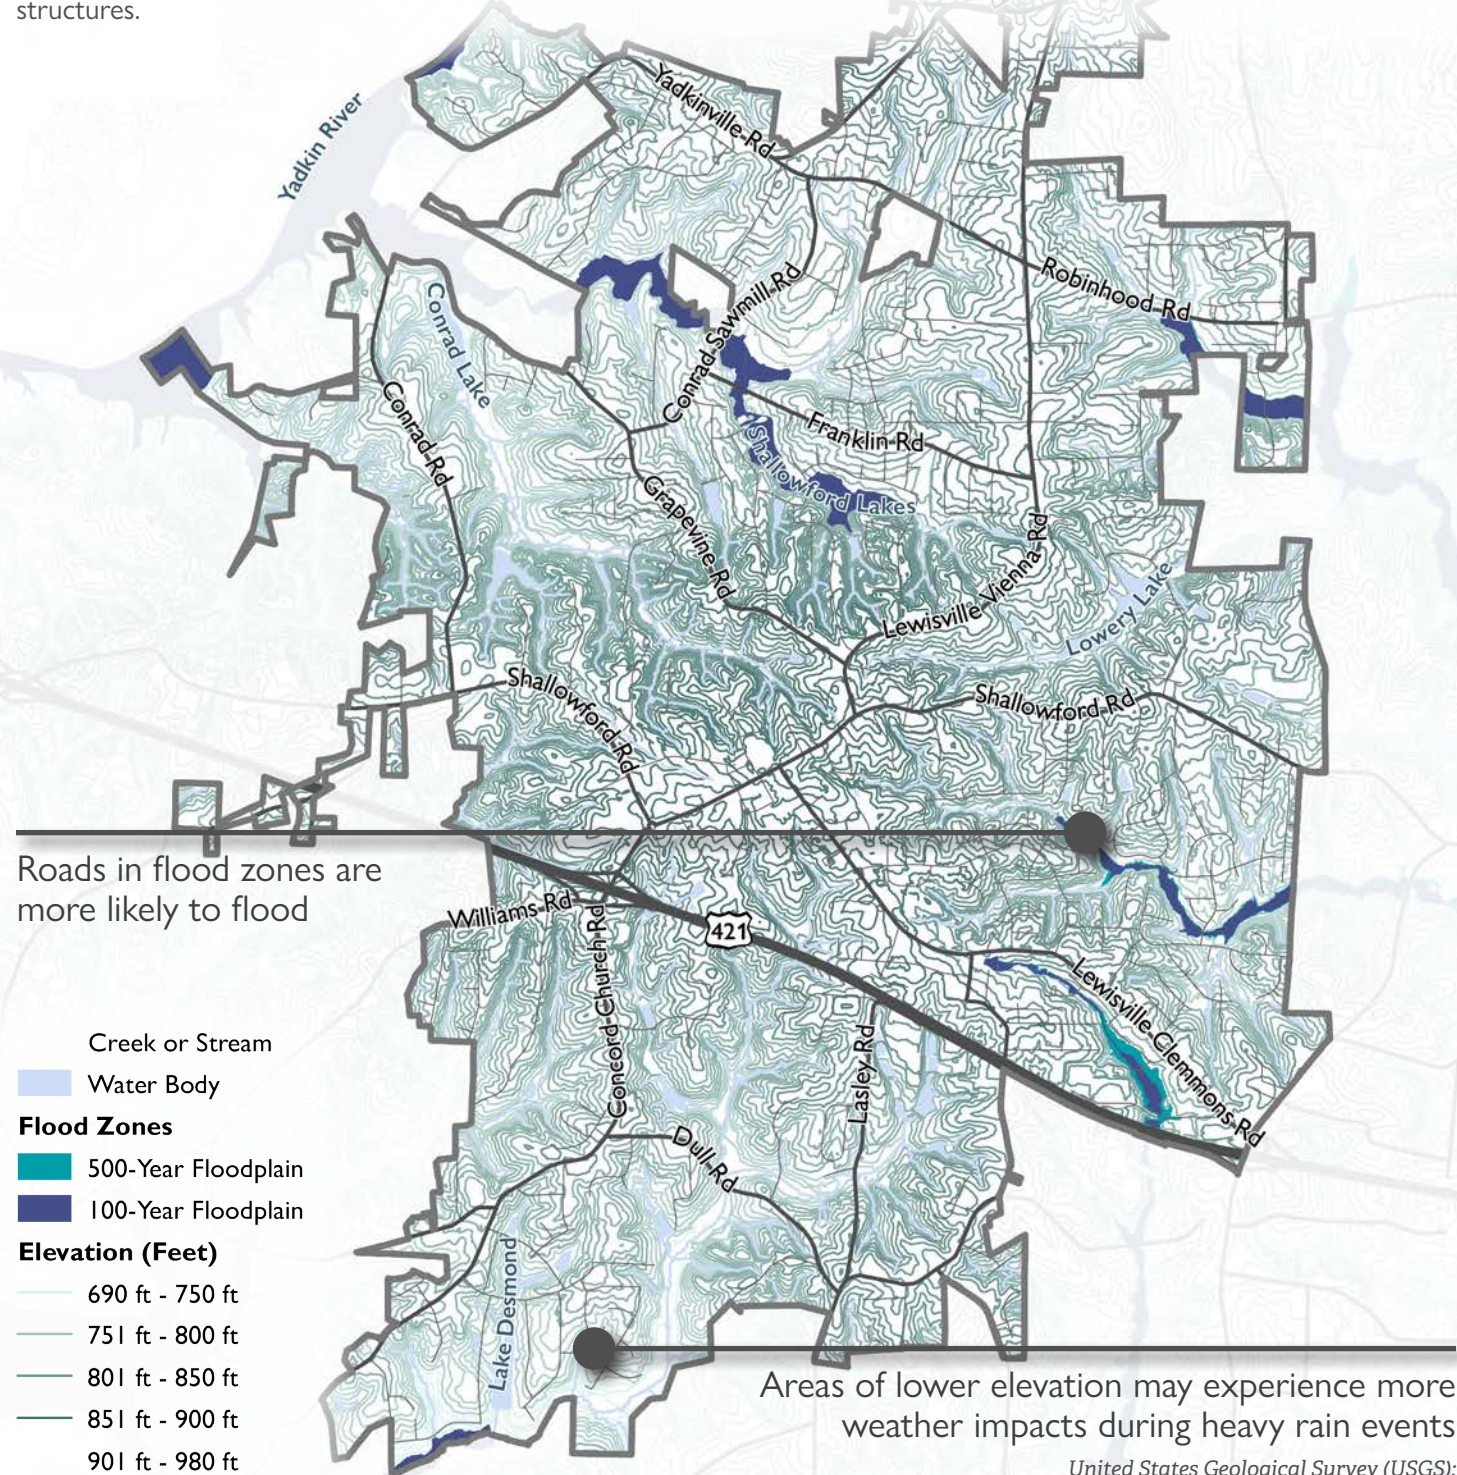 structures.
Yadkin River
Yadkinville Rd
Robinhood Rd
Conrad Sawmill Rd
Conrad Lake
Conrad Rd
Franklin Rd
Shallowford Lakes
Grapevine Rd
Lewisville Vienna Rd
Lowery Lake
Shallowford Rd
Shallowford Rd
Roads in flood zones are
more likely to flood
Williams Rd
421
Concord Church Rd
Lewisville-Clemmons Rd
Lasley Rd
Dull Rd
Lake Desmond
Creek or Stream
Water Body
Flood Zones
500-Year Floodplain
100-Year Floodplain
Elevation (Feet)
690 ft - 750 ft
751 ft - 800 ft
801 ft - 850 ft
851 ft - 900 ft
901 ft - 980 ft
Areas of lower elevation may experience more
weather impacts during heavy rain events
United States Geological Survey (USGS);